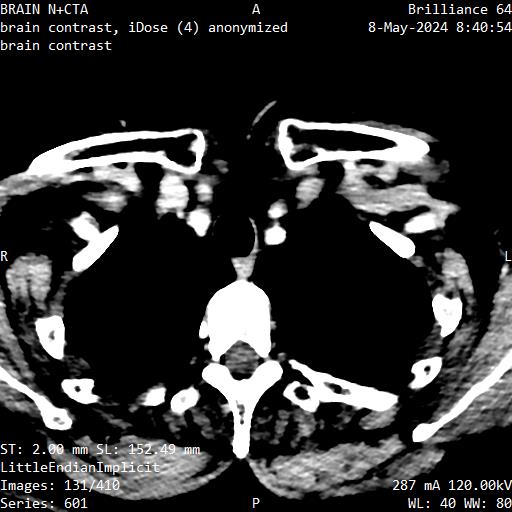 BRAIN N+CTA
brain contrast, iDose (4) anonymized
brain contrast
A
Brilliance 64
8-May-2024 8:40:54
R
L
ST: 2.00 mm SL: 152.49 mm
LittleEndianImplicit
Images: 131/410
Series: 601
P
287 mA 120.00kV
WL: 40 WW: 80